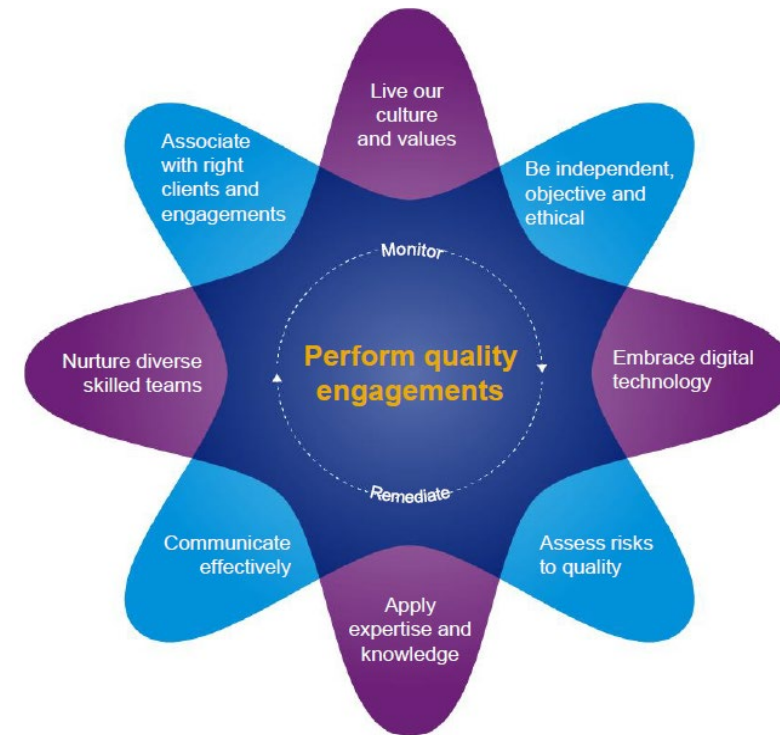 Live our
culture
and values
Be independent,
objective and
ethical
Embrace digital
technology
Assess risks
to quality
Apply
expertise and
knowledge
Communicate
effectively
Nurture diverse
skilled teams
Associate
with right
clients and
engagements
Monitor
Perform quality
engagements
Remediate